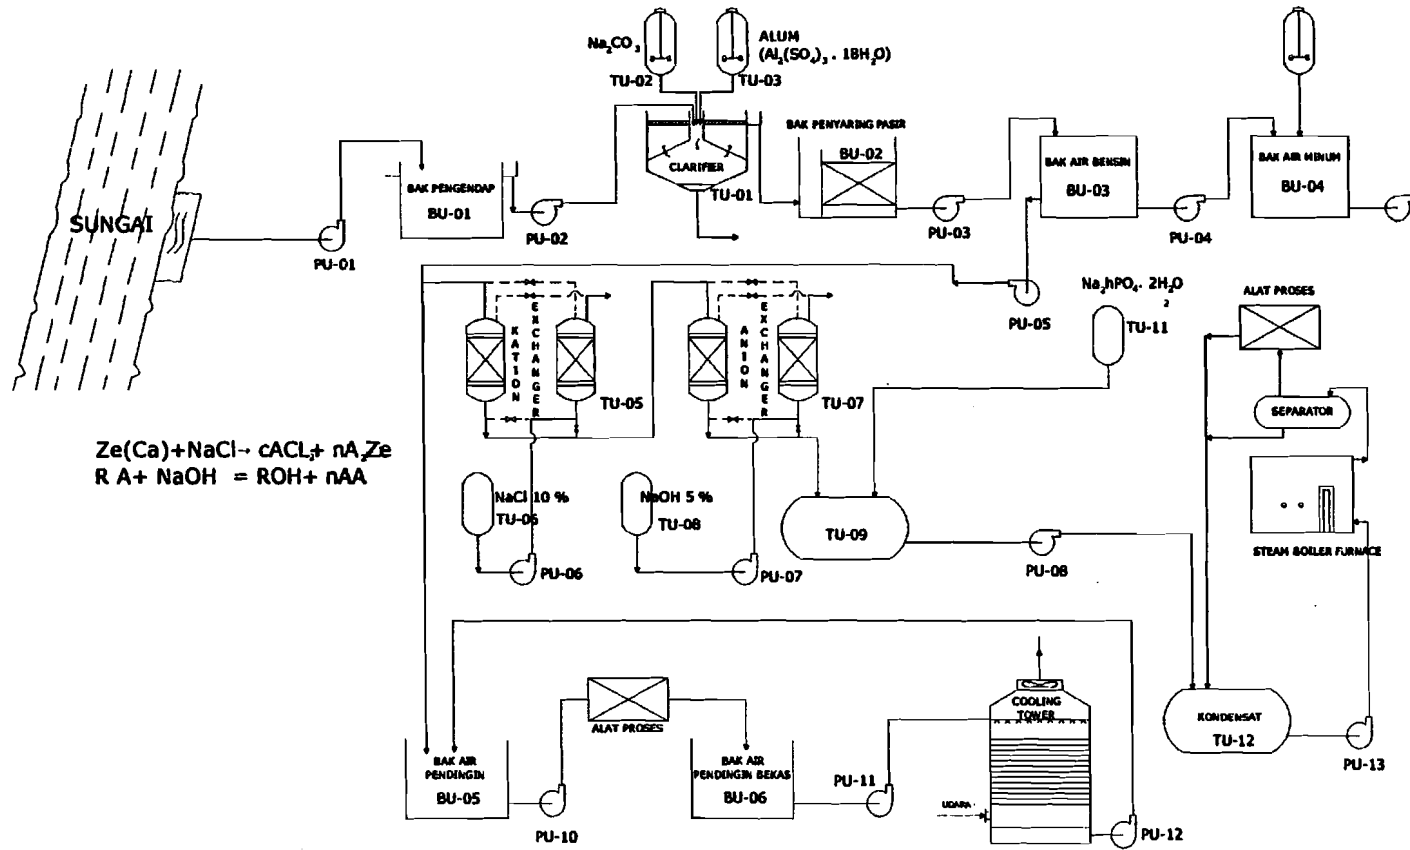 Na2CO3
ALUM
(Al2(SO4)3 . 18H2O)
TU-02
TU-03
BAK PENYARING PASIR
BU-02
CLARIFIER
TU-01
BAK PENGENDAP
BU-01
BAK AIR BENSIN
BU-03
BAK AIR MINUM
BU-04
SUNGAI
PU-01
PU-02
PU-03
PU-04
PU-05
Na2hPO4. 2H2O
2
TU-11
ALAT PROSES
KATION
EXCHANGER
TU-05
ANION
EXCHANGER
TU-07
SEPARATOR
Ze(Ca)+NaCl→ cACL2+ nA2Ze
R A+ NaOH = ROH+ nAA
NaCl 10 %
TU-06
NaOH 5 %
TU-08
TU-09
STEAM BOILER FURNACE
PU-06
PU-07
PU-08
COOLING
TOWER
KONDENSAT
TU-12
PU-13
ALAT PROSES
BAK AIR
PENDINGIN
BU-05
BAK AIR
PENDINGIN BEKAS
BU-06
PU-11
UDARA
PU-10
PU-12